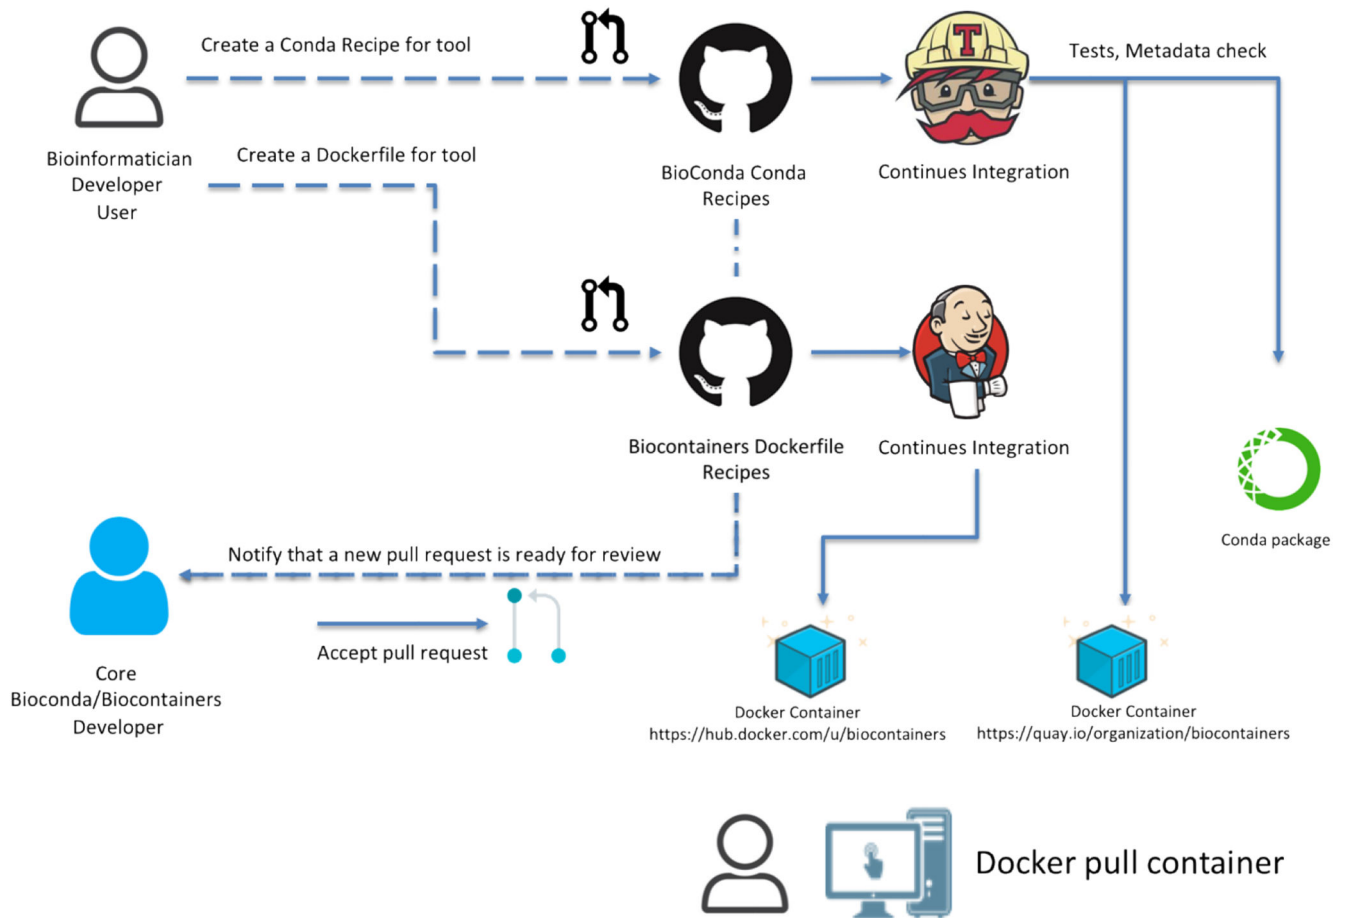 Create a Conda Recipe for tool
T
Tests, Metadata check
Bioinformatician
Developer
User
Create a Dockerfile for tool
BioConda Conda
Recipes
Continues Integration
Biocontainers Dockerfile
Recipes
Continues Integration
Conda package
Notify that a new pull request is ready for review
Accept pull request
Core
Bioconda/Biocontainers
Developer
Docker Container
https://hub.docker.com/u/biocontainers
Docker Container
https://quay.io/organization/biocontainers
Docker pull container